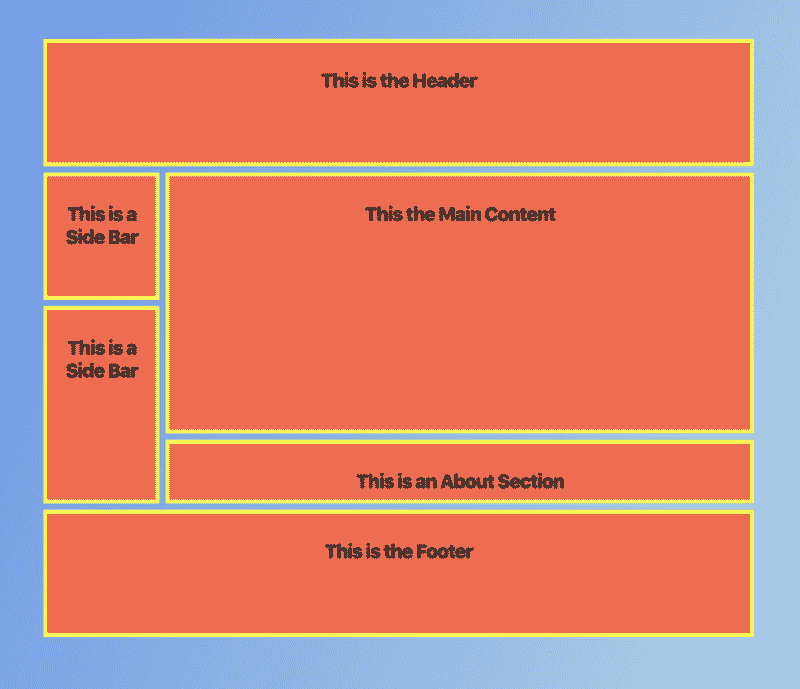 This is the Header
This is a
Side Bar
This the Main Content
This is a
Side Bar
This is an About Section
This is the Footer